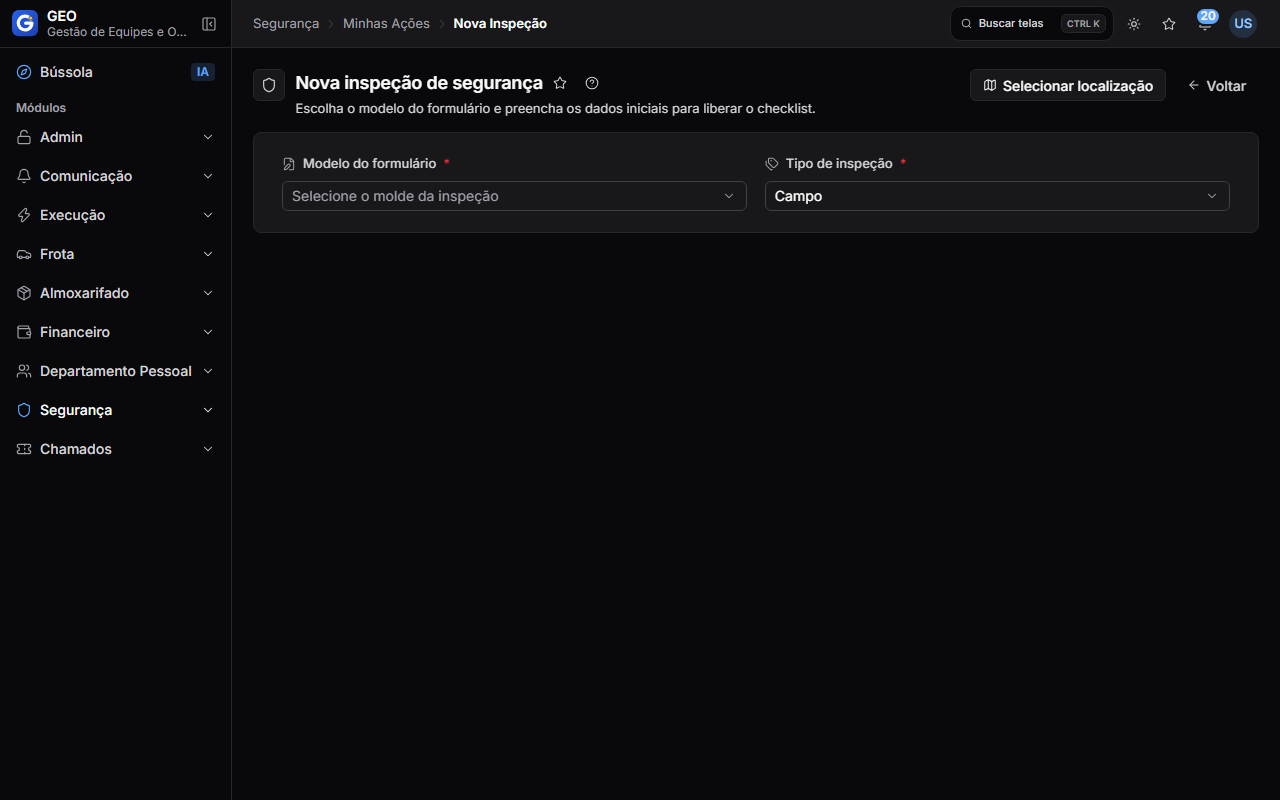 GEO
Gestão de Equipes e O...
Segurança
Minhas Ações
Nova Inspeção
Buscar telas
CTRL K
20
US
Bússola
IA
Módulos
Admin
Comunicação
Execução
Frota
Almoxarifado
Financeiro
Departamento Pessoal
Segurança
Chamados
Nova inspeção de segurança
Escolha o modelo do formulário e preencha os dados iniciais para liberar o checklist.
Selecionar localização
Voltar
Modelo do formulário *
Selecione o molde da inspeção
Tipo de inspeção *
Campo